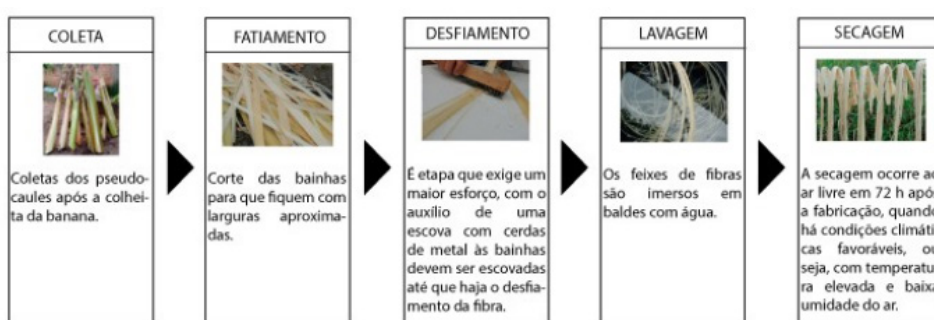 COLETA
Coletas dos pseudo-
caules após a colhei-
ta da banana.
FATIAMENTO
Corte das bainhas
para que fiquem com
larguras aproxima-
das.
DESFIAMENTO
É etapa que exige um
maior esforço, com o
auxílio de uma
escova com cerdas
de metal às bainhas
devem ser escovadas
até que haja o desfia-
mento da fibra.
LAVAGEM
Os feixes de fibras
são imersos em
baldes com água.
SECAGEM
A secagem ocorre ao
ar livre em 72 h após
a fabricação, quando
há condições climáti
cas favoráveis, ou
seja, com temperatu
ra elevada e baixa
umidade do ar.